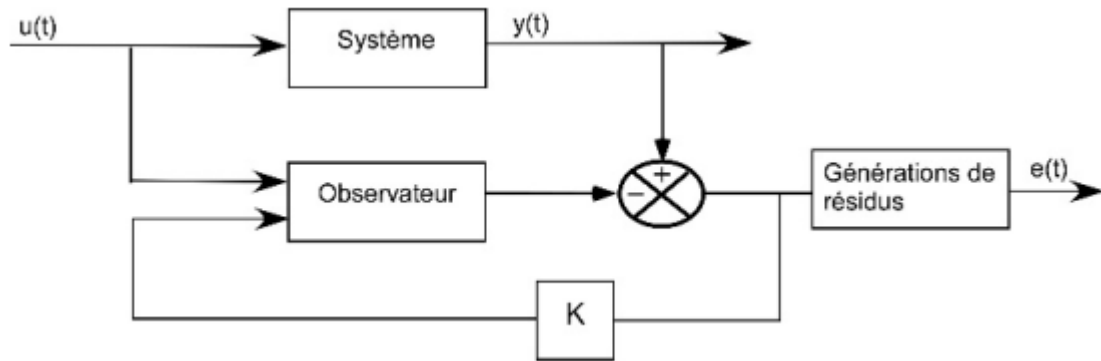 u(t)
Système
y(t)
Observateur
+
−
Générations de
résidus
e(t)
K